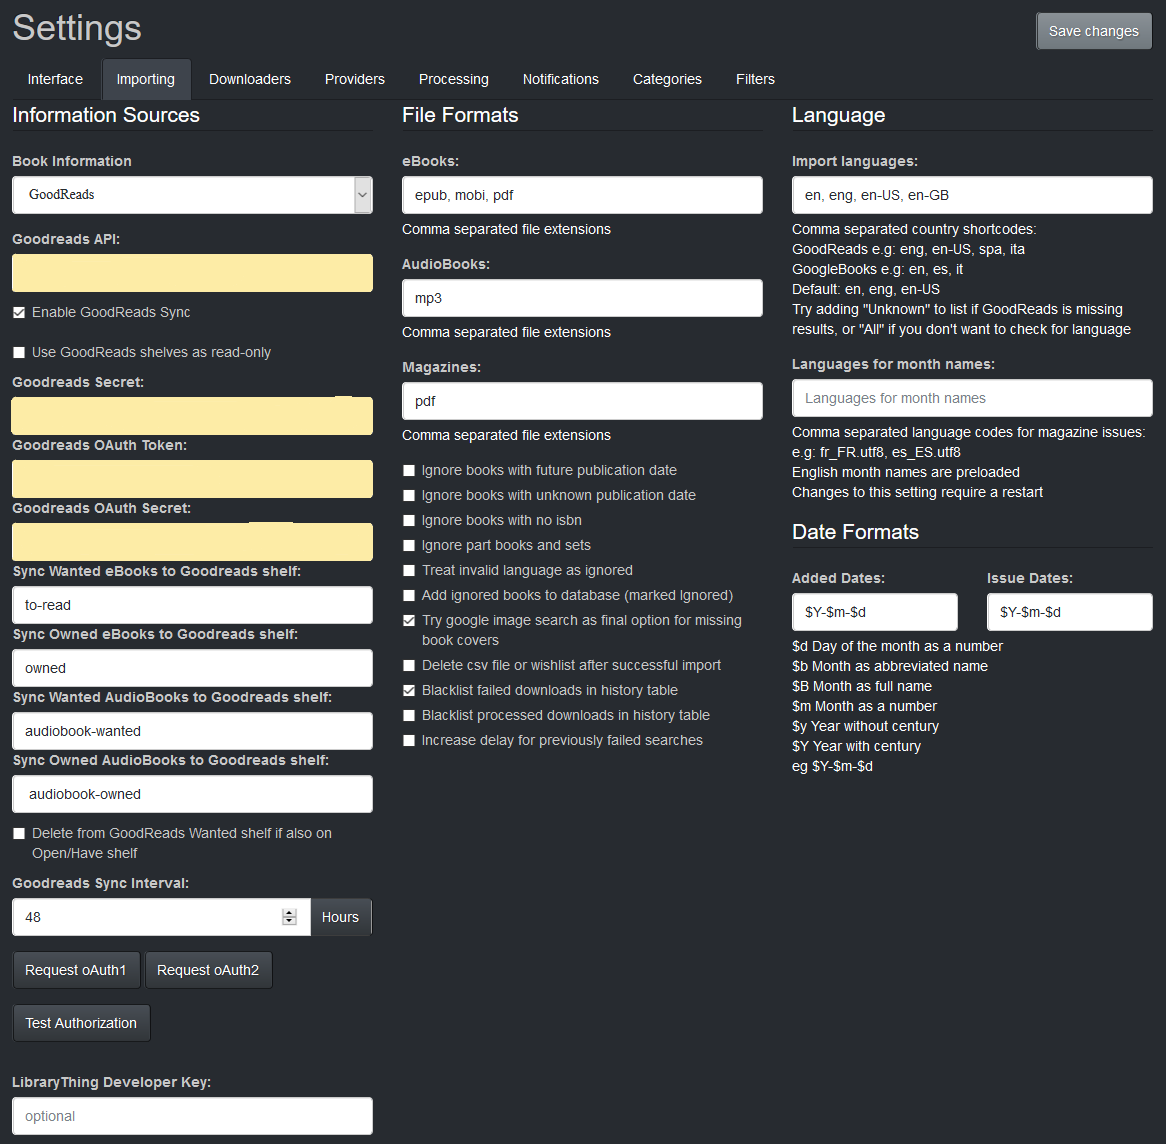 Settings
Save changes
Interface
Importing
Downloaders
Providers
Processing
Notifications
Categories
Filters
Information Sources
Book Information
GoodReads
Goodreads API:
Enable GoodReads Sync
Use GoodReads shelves as read-only
Goodreads Secret:
Goodreads OAuth Token:
Goodreads OAuth Secret:
Sync Wanted eBooks to Goodreads shelf:
to-read
Sync Owned eBooks to Goodreads shelf:
owned
Sync Wanted AudioBooks to Goodreads shelf:
audiobook-wanted
Sync Owned AudioBooks to Goodreads shelf:
audiobook-owned
Delete from GoodReads Wanted shelf if also on
Open/Have shelf
Goodreads Sync Interval:
48
Hours
Request oAuth1
Request oAuth2
Test Authorization
LibraryThing Developer Key:
optional
File Formats
eBooks:
epub, mobi, pdf
Comma separated file extensions
AudioBooks:
mp3
Comma separated file extensions
Magazines:
pdf
Comma separated file extensions
Ignore books with future publication date
Ignore books with unknown publication date
Ignore books with no isbn
Ignore part books and sets
Treat invalid language as ignored
Add ignored books to database (marked Ignored)
Try google image search as final option for missing
book covers
Delete csv file or wishlist after successful import
Blacklist failed downloads in history table
Blacklist processed downloads in history table
Increase delay for previously failed searches
Language
Import languages:
en, eng, en-US, en-GB
Comma separated country shortcodes:
GoodReads e.g: eng, en-US, spa, ita
GoogleBooks e.g: en, es, it
Default: en, eng, en-US
Try adding "Unknown" to list if GoodReads is missing
results, or "All" if you don't want to check for language
Languages for month names:
Languages for month names
Comma separated language codes for magazine issues:
e.g: fr_FR.utf8, es_ES.utf8
English month names are preloaded
Changes to this setting require a restart
Date Formats
Added Dates:
Issue Dates:
$Y-$m-$d
$Y-$m-$d
$d Day of the month as a number
$b Month as abbreviated name
$B Month as full name
$m Month as a number
$y Year without century
$Y Year with century
eg $Y-$m-$d